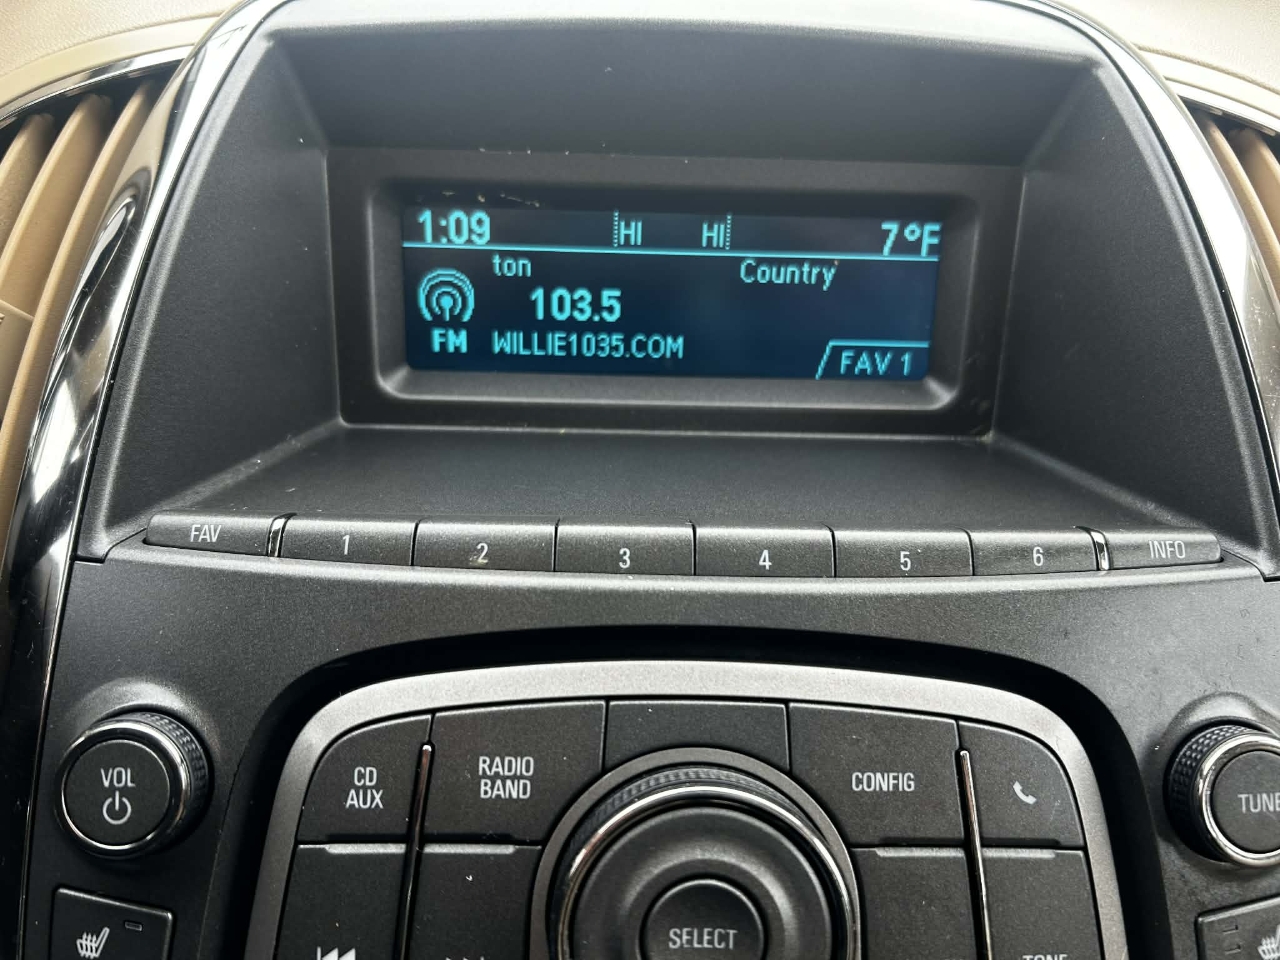 1:09 HI HI 7°F
ton Country
103.5
FM WILLIE1035.COM
FAV 1
FAV 1 2 3 4 5 6 INFO
VOL
CD
AUX
RADIO
BAND
CONFIG
TUNE
SELECT
TONE